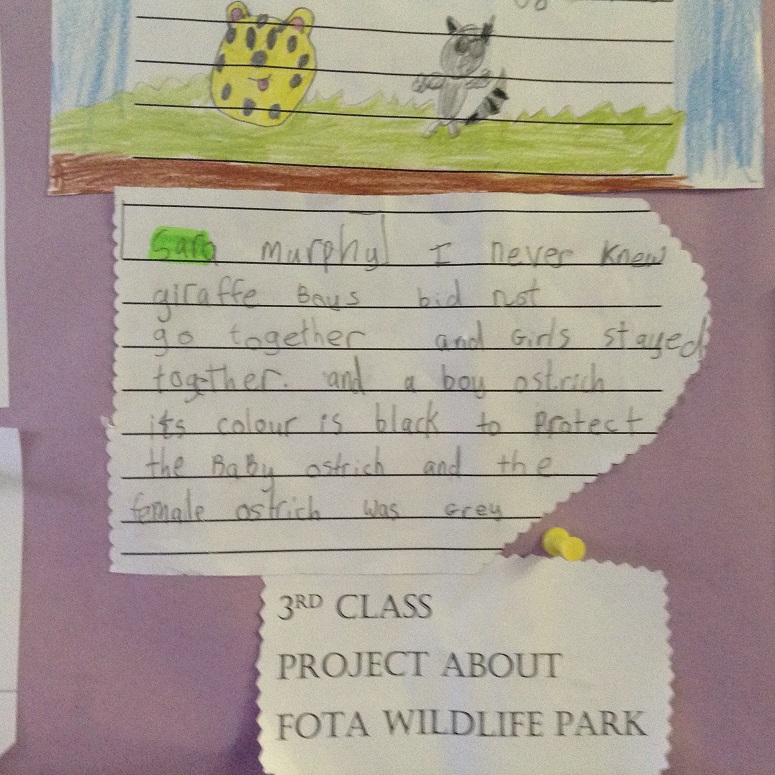 Sara Murphy I never knew
giraffe Boys bid not
go together and Girls stayed
together. and a boy ostrich
its colour is black to Protect
the BaBy ostrich and the
female ostrich was Grey
3RD CLASS
PROJECT ABOUT
FOTA WILDLIFE PARK